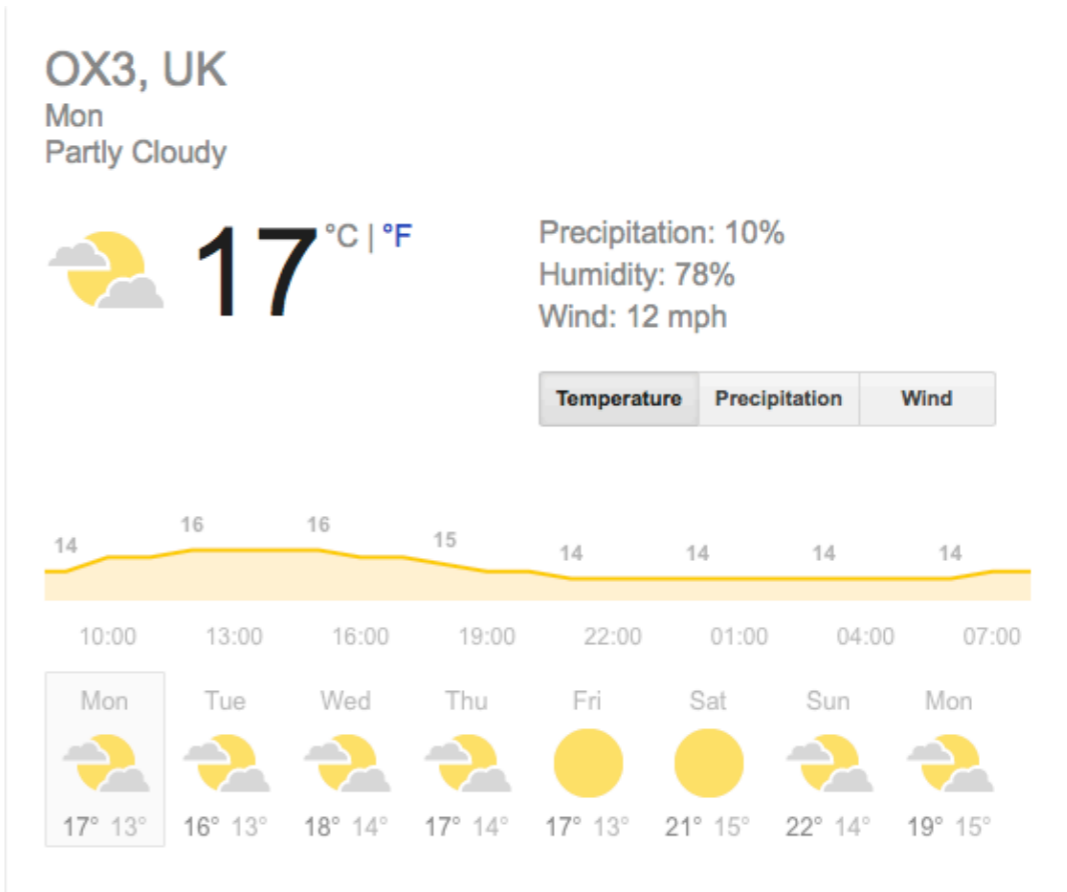 OX3, UK
Mon
Partly Cloudy
17 °C | °F
Precipitation: 10%
Humidity: 78%
Wind: 12 mph
Temperature Precipitation Wind
14 16 16 15 14 14 14 14
10:00 13:00 16:00 19:00 22:00 01:00 04:00 07:00
Mon Tue Wed Thu Fri Sat Sun Mon
17° 13° 16° 13° 18° 14° 17° 14° 17° 13° 21° 15° 22° 14° 19° 15°